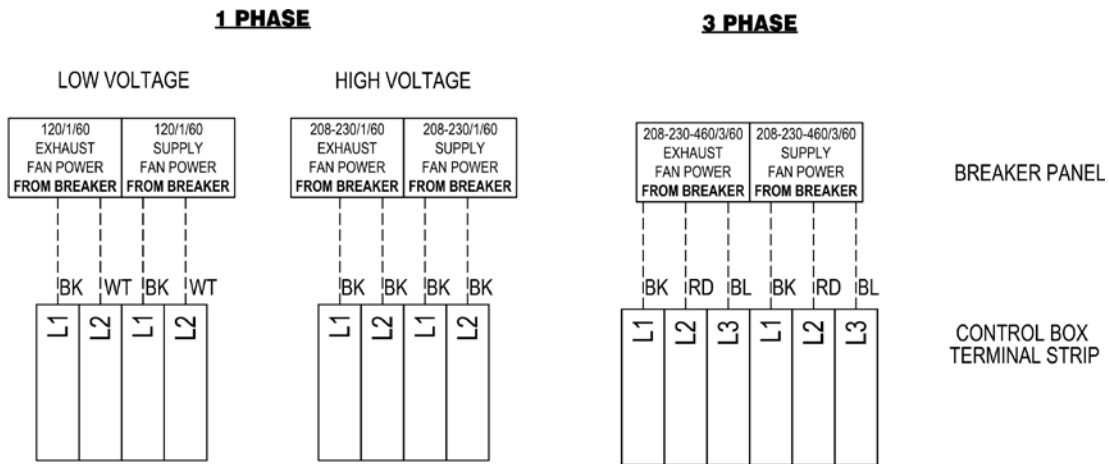 1 PHASE
3 PHASE
LOW VOLTAGE
HIGH VOLTAGE
120/1/60
EXHAUST
FAN POWER
FROM BREAKER
120/1/60
SUPPLY
FAN POWER
FROM BREAKER
208-230/1/60
EXHAUST
FAN POWER
FROM BREAKER
208-230/1/60
SUPPLY
FAN POWER
FROM BREAKER
208-230-460/3/60
EXHAUST
FAN POWER
FROM BREAKER
208-230-460/3/60
SUPPLY
FAN POWER
FROM BREAKER
BREAKER PANEL
BK WT BK WT
BK BK BK BK
BK RD BL BK RD BL
L1 L2 L1 L2
L1 L2 L1 L2
L1 L2 L3 L1 L2 L3
CONTROL BOX
TERMINAL STRIP